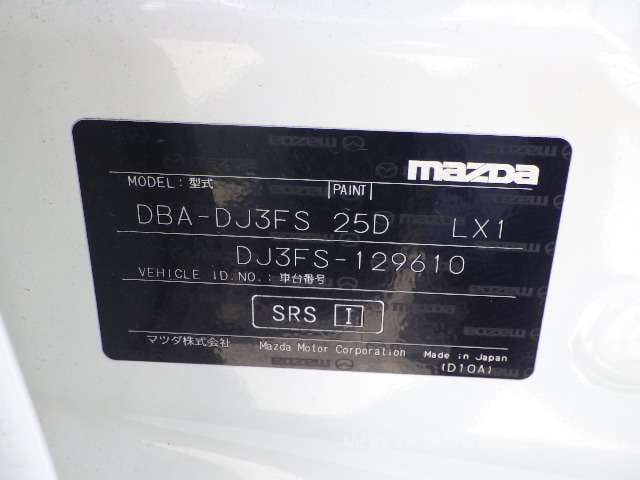 mazda
MODEL: 型式 PAINT
DBA-DJ3FS 25D LX1
DJ3FS-129610
VEHICLE ID.NO.: 車台番号
SRS I
マツダ株式会社 Mazda Motor Corporation Made in Japan
(D10A)